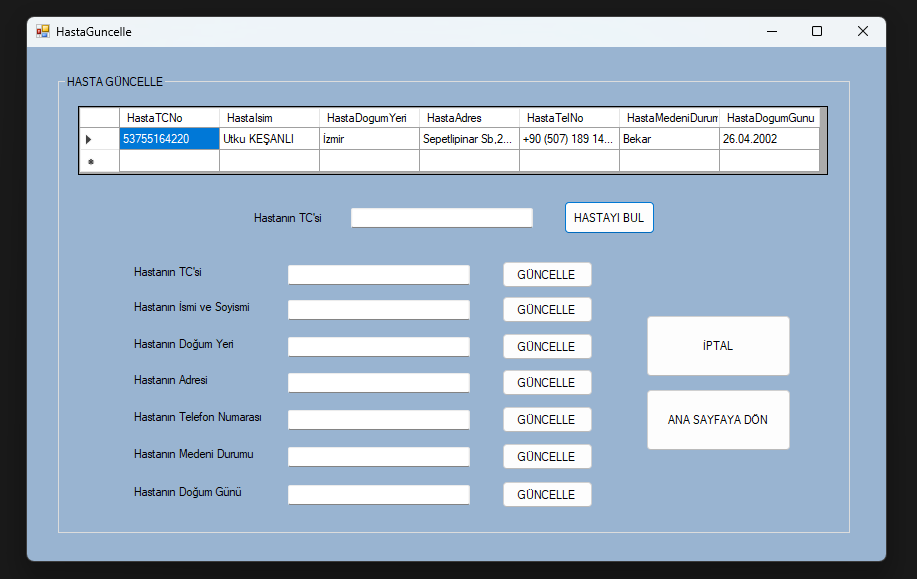 HastaGuncelle
HASTA GÜNCELLE
HastaTCNo HastaIsim HastaDogumYeri HastaAdres HastaTelNo HastaMedeniDurum HastaDogumGunu
53755164220 Utku KEŞANLI İzmir Sepetlipinar Sb,2... +90 (507) 189 14... Bekar 26.04.2002
Hastanın TC'si HASTAYI BUL
Hastanın TC'si GÜNCELLE
Hastanın İsmi ve Soyismi GÜNCELLE
Hastanın Doğum Yeri GÜNCELLE
İPTAL
Hastanın Adresi GÜNCELLE
Hastanın Telefon Numarası GÜNCELLE
ANA SAYFAYA DÖN
Hastanın Medeni Durumu GÜNCELLE
Hastanın Doğum Günü GÜNCELLE